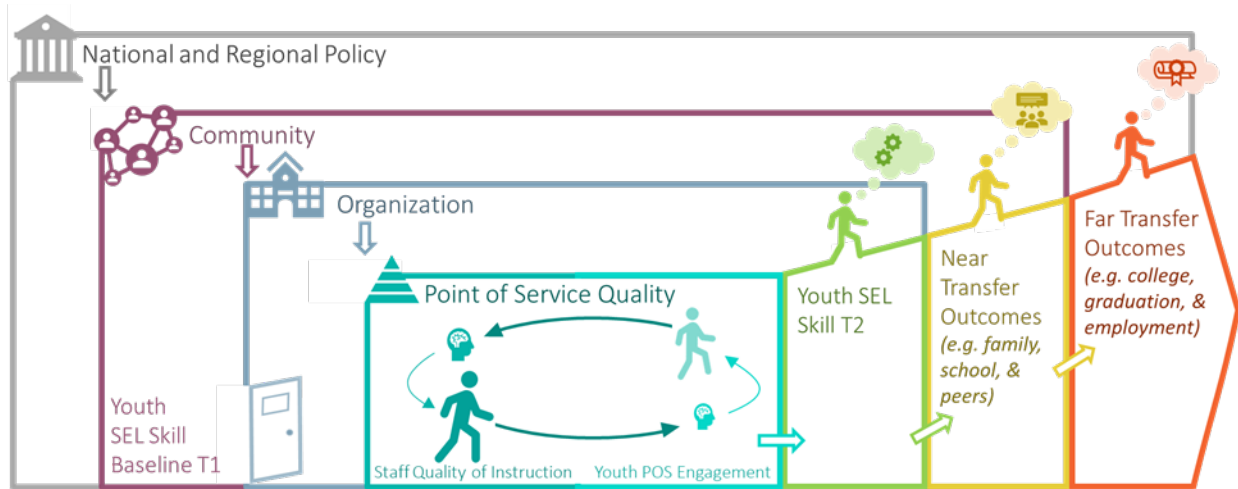 National and Regional Policy
Community
Organization
Point of Service Quality
Youth
SEL Skill
Baseline T1
Staff Quality of Instruction
Youth POS Engagement
Youth SEL
Skill T2
Near
Transfer
Outcomes
(e.g. family,
school, &
peers)
Far Transfer
Outcomes
(e.g. college,
graduation, &
employment)